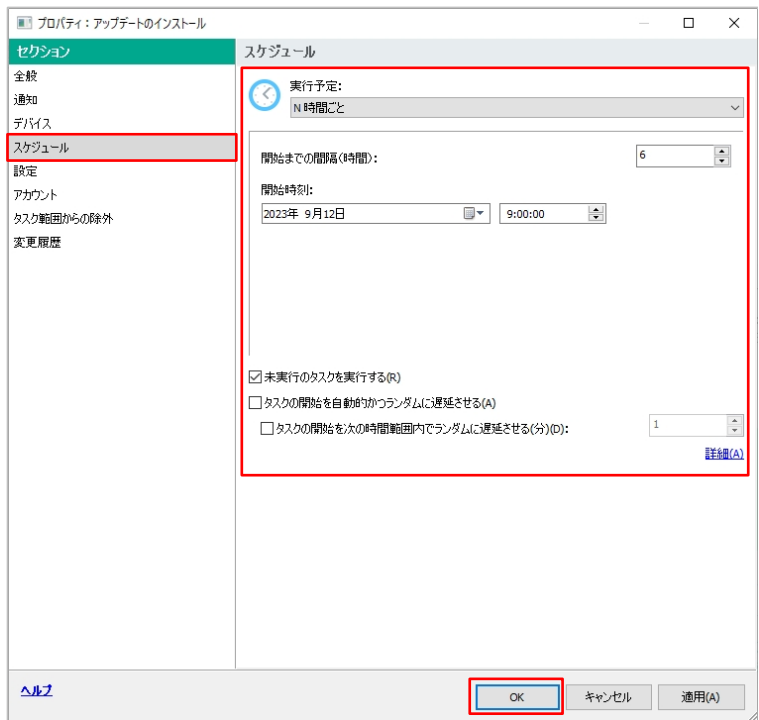 プロパティ：アップデートのインストール
セクション
全般
通知
デバイス
スケジュール
設定
アカウント
タスク範囲からの除外
変更履歴
スケジュール
実行予定:
N 時間ごと
開始までの間隔(時間): 6
開始時刻:
2023年 9月12日 9:00:00
未実行のタスクを実行する(R)
タスクの開始を自動的かつランダムに遅延させる(A)
タスクの開始を次の時間範囲内でランダムに遅延させる(分)(D): 1
詳細(A)
ヘルプ
OK キャンセル 適用(A)